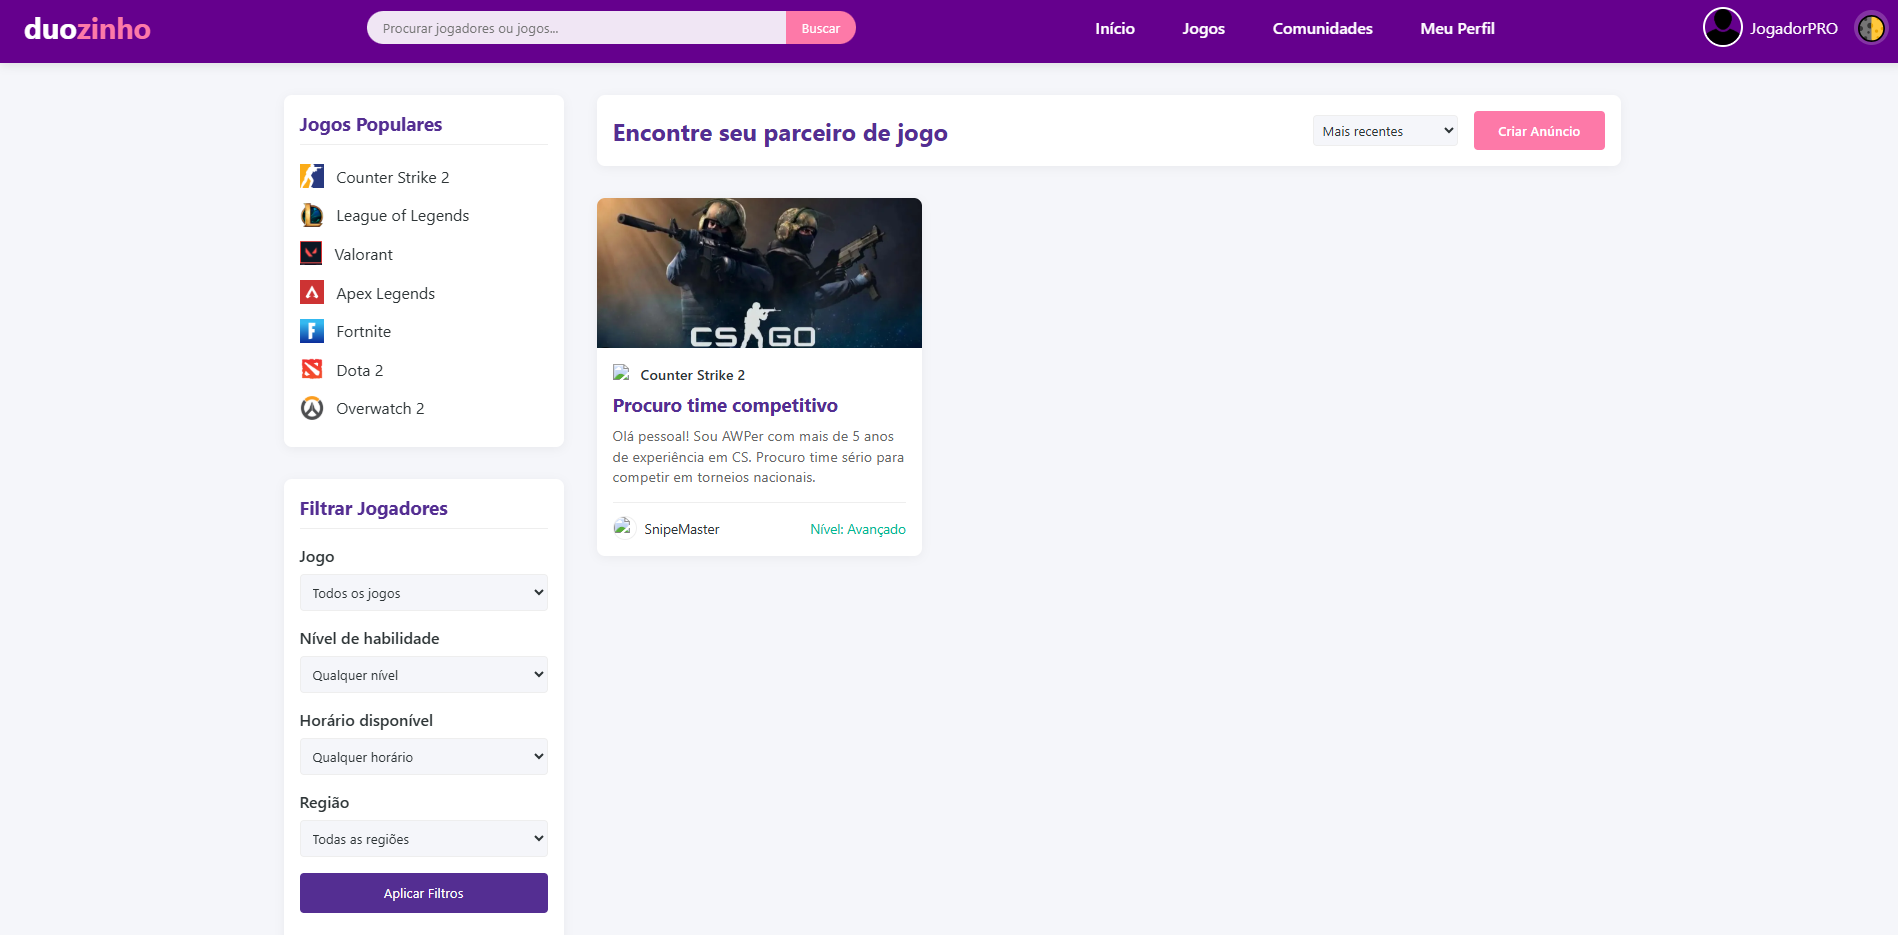 duozinho
Procurar jogadores ou jogos...
Buscar
Início
Jogos
Comunidades
Meu Perfil
JogadorPRO
Jogos Populares
Counter Strike 2
League of Legends
Valorant
Apex Legends
Fortnite
Dota 2
Overwatch 2
Filtrar Jogadores
Jogo
Todos os jogos
Nível de habilidade
Qualquer nível
Horário disponível
Qualquer horário
Região
Todas as regiões
Aplicar Filtros
Encontre seu parceiro de jogo
Mais recentes
Criar Anúncio
CS GO
Counter Strike 2
Procuro time competitivo
Olá pessoal! Sou AWPer com mais de 5 anos
de experiência em CS. Procuro time sério para
competir em torneios nacionais.
SnipeMaster
Nível: Avançado